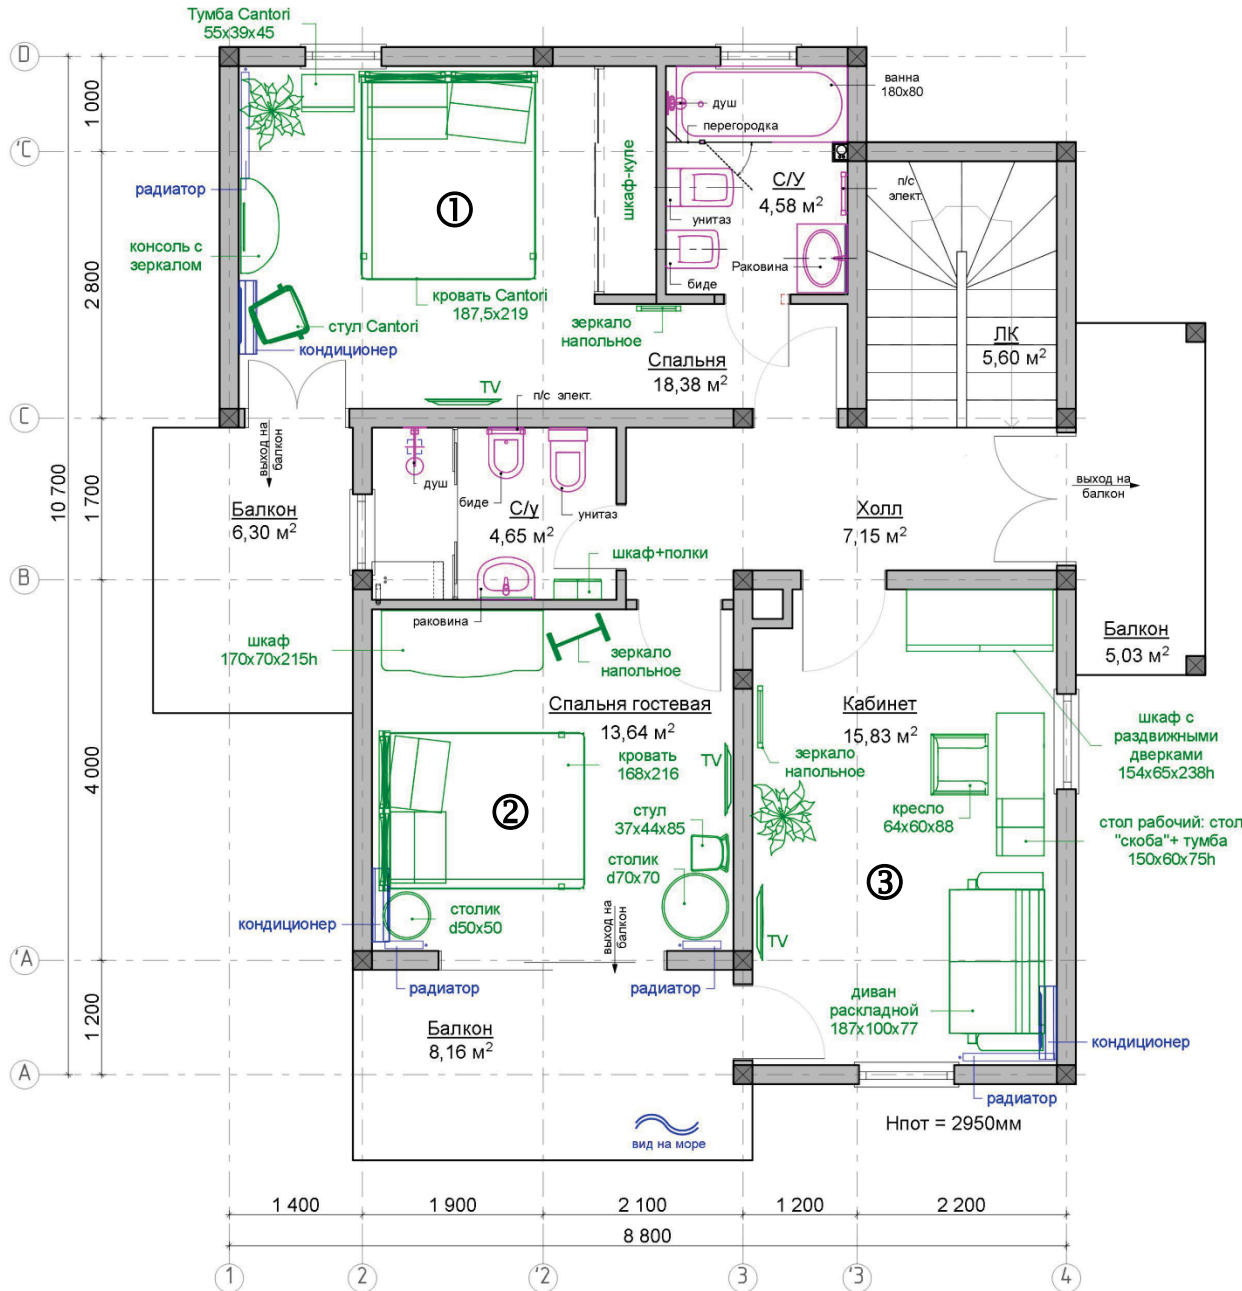 Тумба Cantori
55x39x45
D
1 000
'C
ванна
180x80
душ
перегородка
С/У
4,58 м²
п/с
элект.
унитаз
биде
Раковина
шкаф-купе
радиатор
①
консоль с
зеркалом
кровать Cantori
187,5x219
стул Cantori
кондиционер
зеркало
напольное
2 800
ЛК
5,60 м²
Спальня
18,38 м²
TV
п/с элект.
C
выход на
балкон
душ
биде
унитаз
С/у
4,65 м²
Балкон
6,30 м²
Холл
7,15 м²
выход на
балкон
10 700
1 700
шкаф+полки
B
раковина
шкаф
170x70x215h
зеркало
напольное
Балкон
5,03 м²
Спальня гостевая
13,64 м²
Кабинет
15,83 м²
кровать
168x216
TV
зеркало
напольное
шкаф с
раздвижными
дверками
154x65x238h
4 000
②
стул
37x44x85
кресло
64x60x88
стол рабочий: стол
"скоба"+ тумба
150x60x75h
столик
d70x70
③
столик
d50x50
кондиционер
выход на
балкон
TV
'A
радиатор
радиатор
диван
раскладной
187x100x77
1 200
Балкон
8,16 м²
кондиционер
A
радиатор
Нпот = 2950мм
вид на море
1 400
1 900
2 100
1 200
2 200
8 800
1
2
'2
3
'3
4